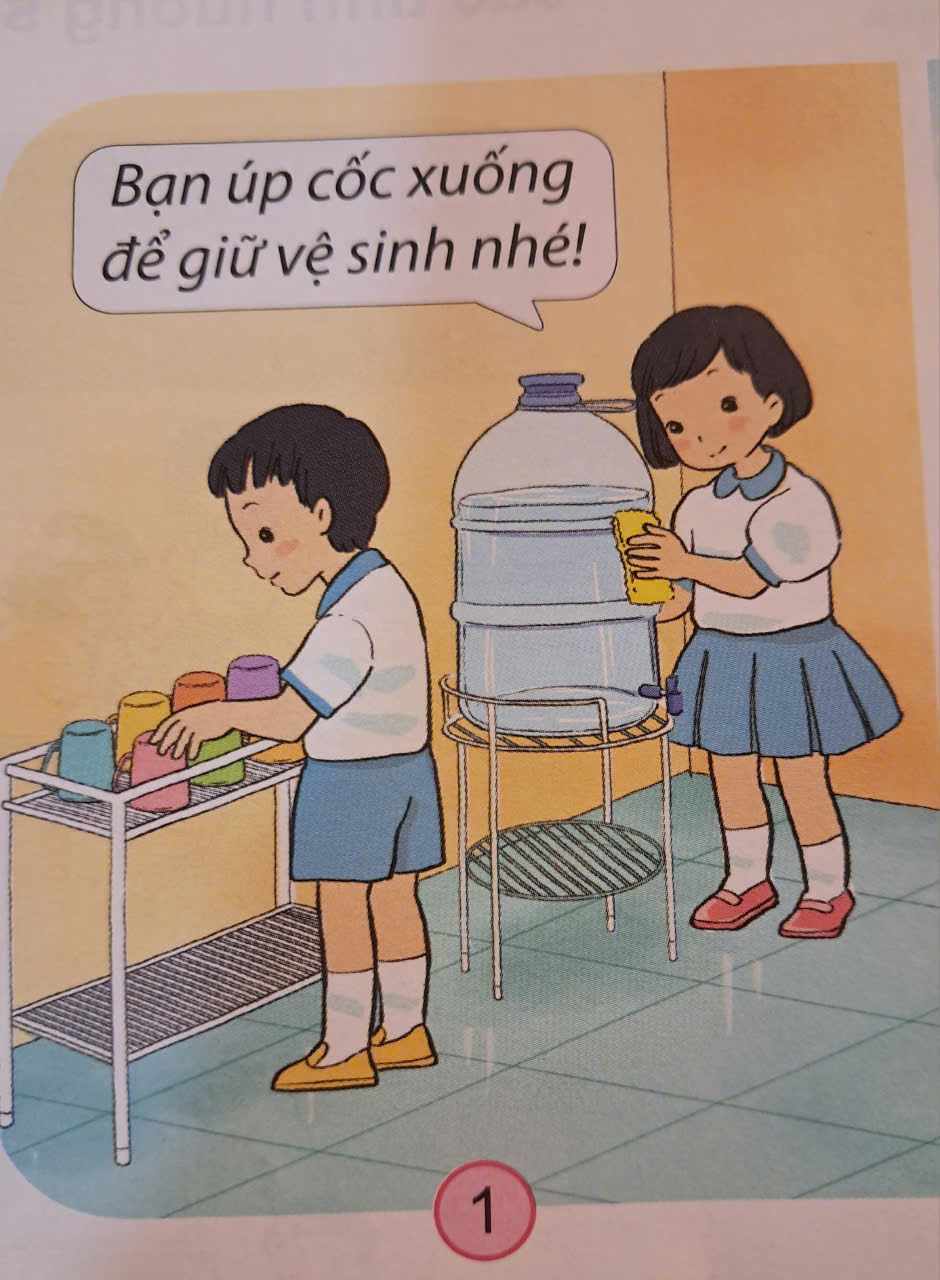 Bạn úp cốc xuống
để giữ vệ sinh nhé!
1